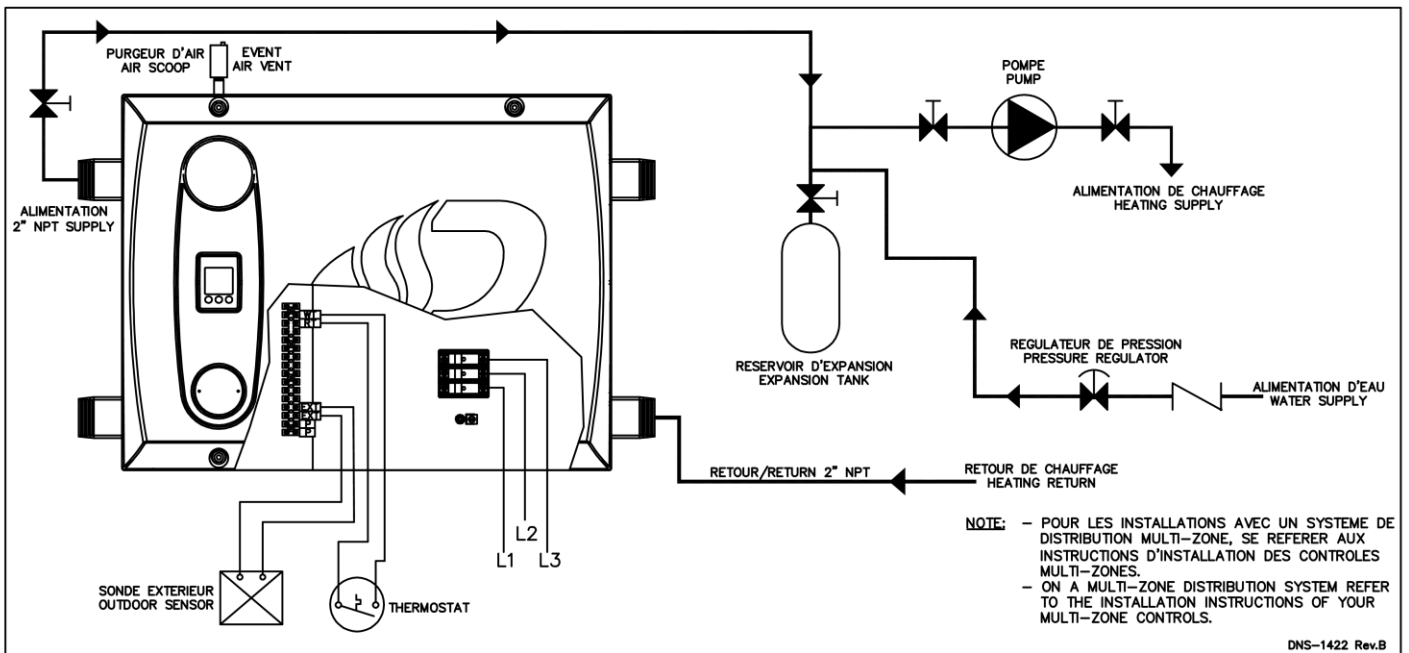 PURGEUR D'AIR
AIR SCOOP
EVENT
AIR VENT
POMPE
PUMP
ALIMENTATION
2" NPT SUPPLY
ALIMENTATION DE CHAUFFAGE
HEATING SUPPLY
RESERVOIR D'EXPANSION
EXPANSION TANK
REGULATEUR DE PRESSION
PRESSURE REGULATOR
ALIMENTATION D'EAU
WATER SUPPLY
RETOUR/RETURN 2" NPT
RETOUR DE CHAUFFAGE
HEATING RETURN
L1
L2
L3
SONDE EXTERIEUR
OUTDOOR SENSOR
THERMOSTAT
NOTE: - POUR LES INSTALLATIONS AVEC UN SYSTEME DE
DISTRIBUTION MULTI-ZONE, SE REFERER AUX
INSTRUCTIONS D'INSTALLATION DES CONTROLES
MULTI-ZONES.
- ON A MULTI-ZONE DISTRIBUTION SYSTEM REFER
TO THE INSTALLATION INSTRUCTIONS OF YOUR
MULTI-ZONE CONTROLS.
DNS-1422 Rev.B